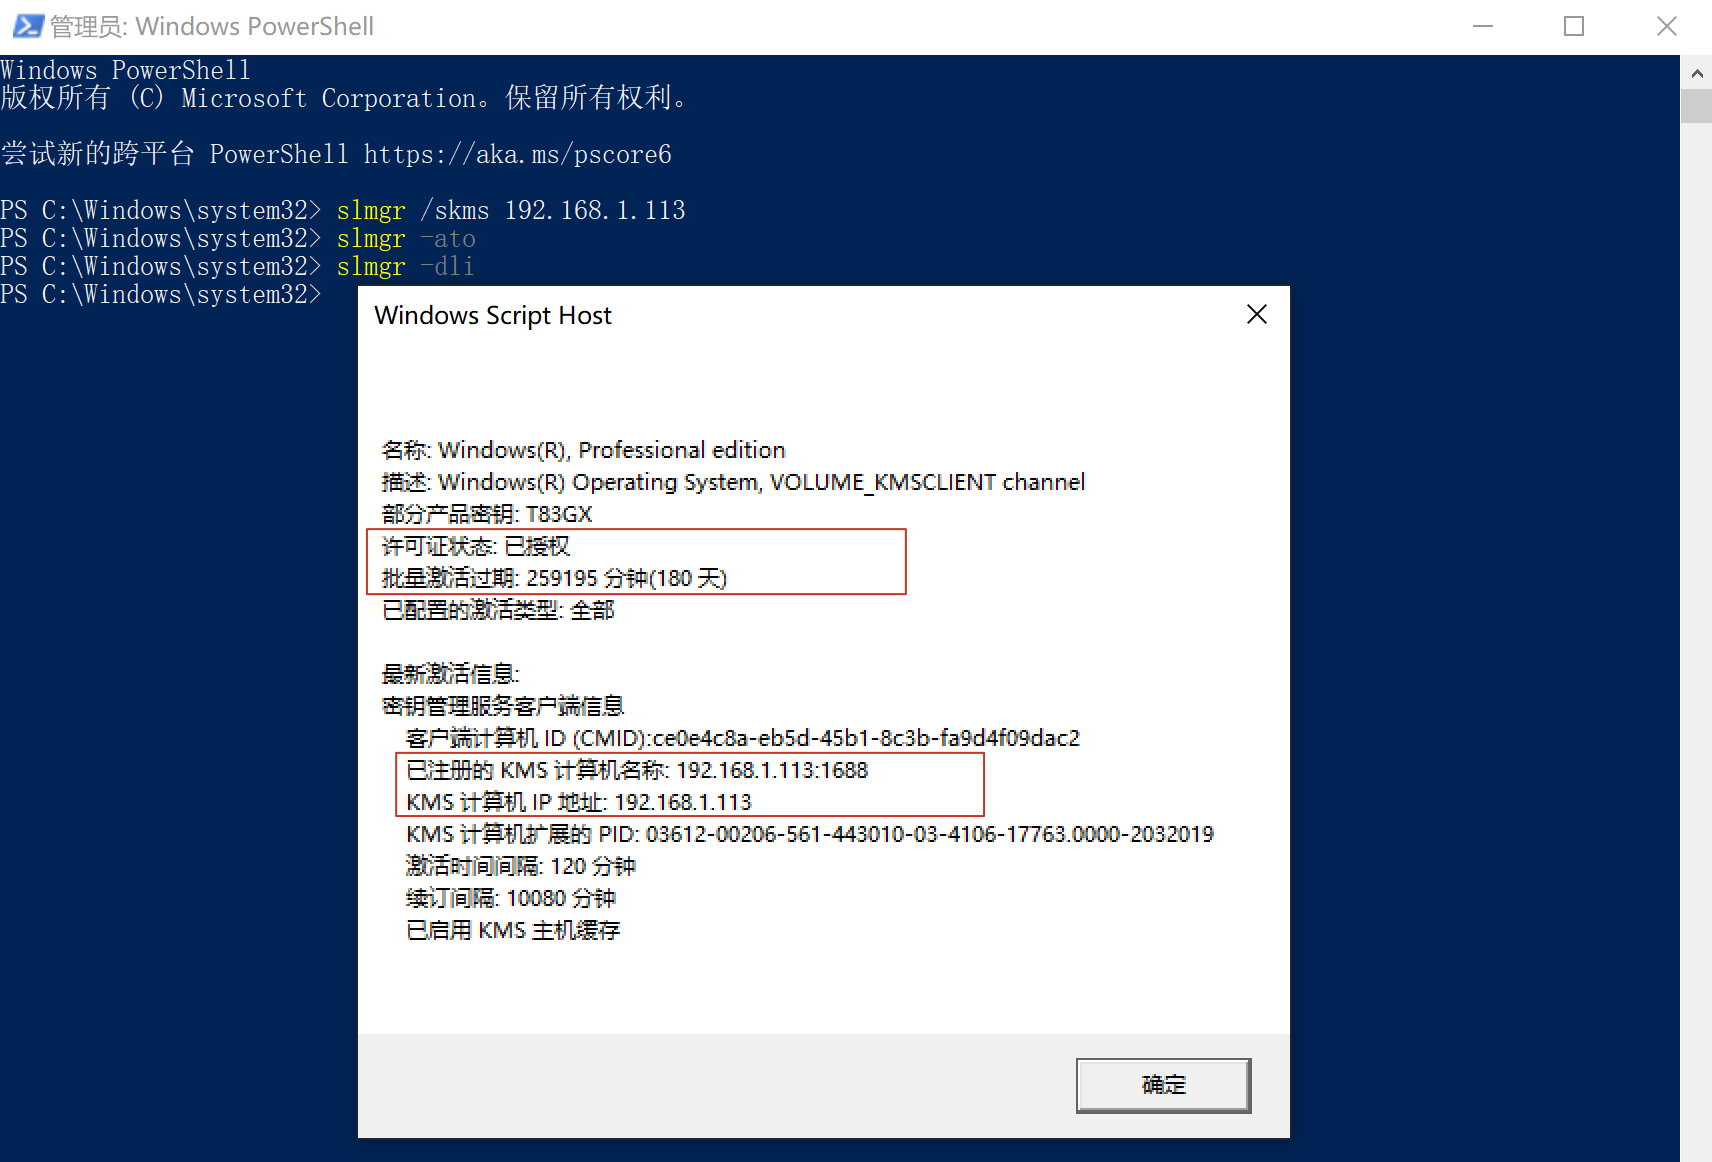 管理员: Windows PowerShell
Windows PowerShell
版权所有 (C) Microsoft Corporation。保留所有权利。
尝试新的跨平台 PowerShell https://aka.ms/pscore6
PS C:\Windows\system32> slmgr /skms 192.168.1.113
PS C:\Windows\system32> slmgr -ato
PS C:\Windows\system32> slmgr -dli
PS C:\Windows\system32>
Windows Script Host
名称: Windows(R), Professional edition
描述: Windows(R) Operating System, VOLUME_KMSCLIENT channel
部分产品密钥: T83GX
许可证状态: 已授权
批量激活过期: 259195 分钟(180 天)
已配置的激活类型: 全部
最新激活信息:
密钥管理服务客户端信息
客户端计算机 ID (CMID):ce0e4c8a-eb5d-45b1-8c3b-fa9d4f09dac2
已注册的 KMS 计算机名称: 192.168.1.113:1688
KMS 计算机 IP 地址: 192.168.1.113
KMS 计算机扩展的 PID: 03612-00206-561-443010-03-4106-17763.0000-2032019
激活时间间隔: 120 分钟
续订间隔: 10080 分钟
已启用 KMS 主机缓存
确定